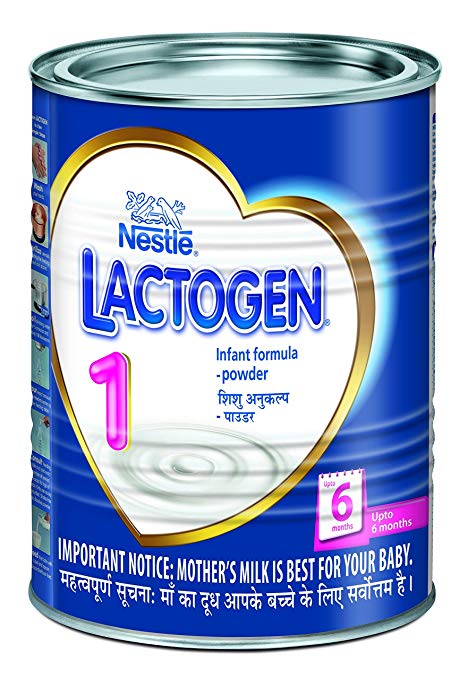 Nestlé®
LACTOGEN®
1
Infant formula
-powder
शिशु अनुकल्प
- पाउडर
Upto
6
months
Upto
6 months
IMPORTANT NOTICE: MOTHER'S MILK IS BEST FOR YOUR BABY.
महत्वपूर्ण सूचना: माँ का दूध आपके बच्चे के लिए सर्वोत्तम है।